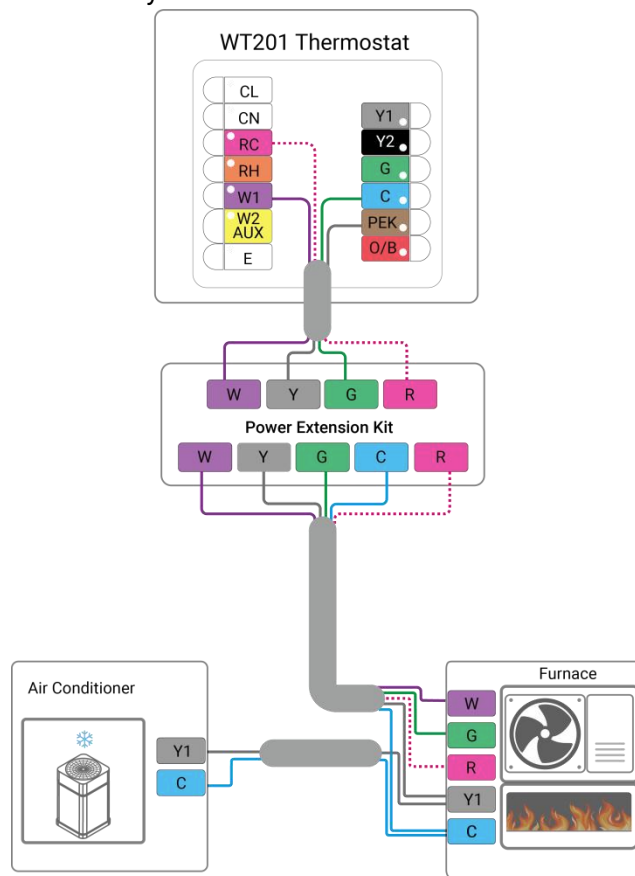 WT201 Thermostat
CL
CN
RC
RH
W1
W2
AUX
E
Y1
Y2
G
C
PEK
O/B
W
Y
G
R
Power Extension Kit
W
Y
G
C
R
Air Conditioner
Y1
C
Furnace
W
G
R
Y1
C